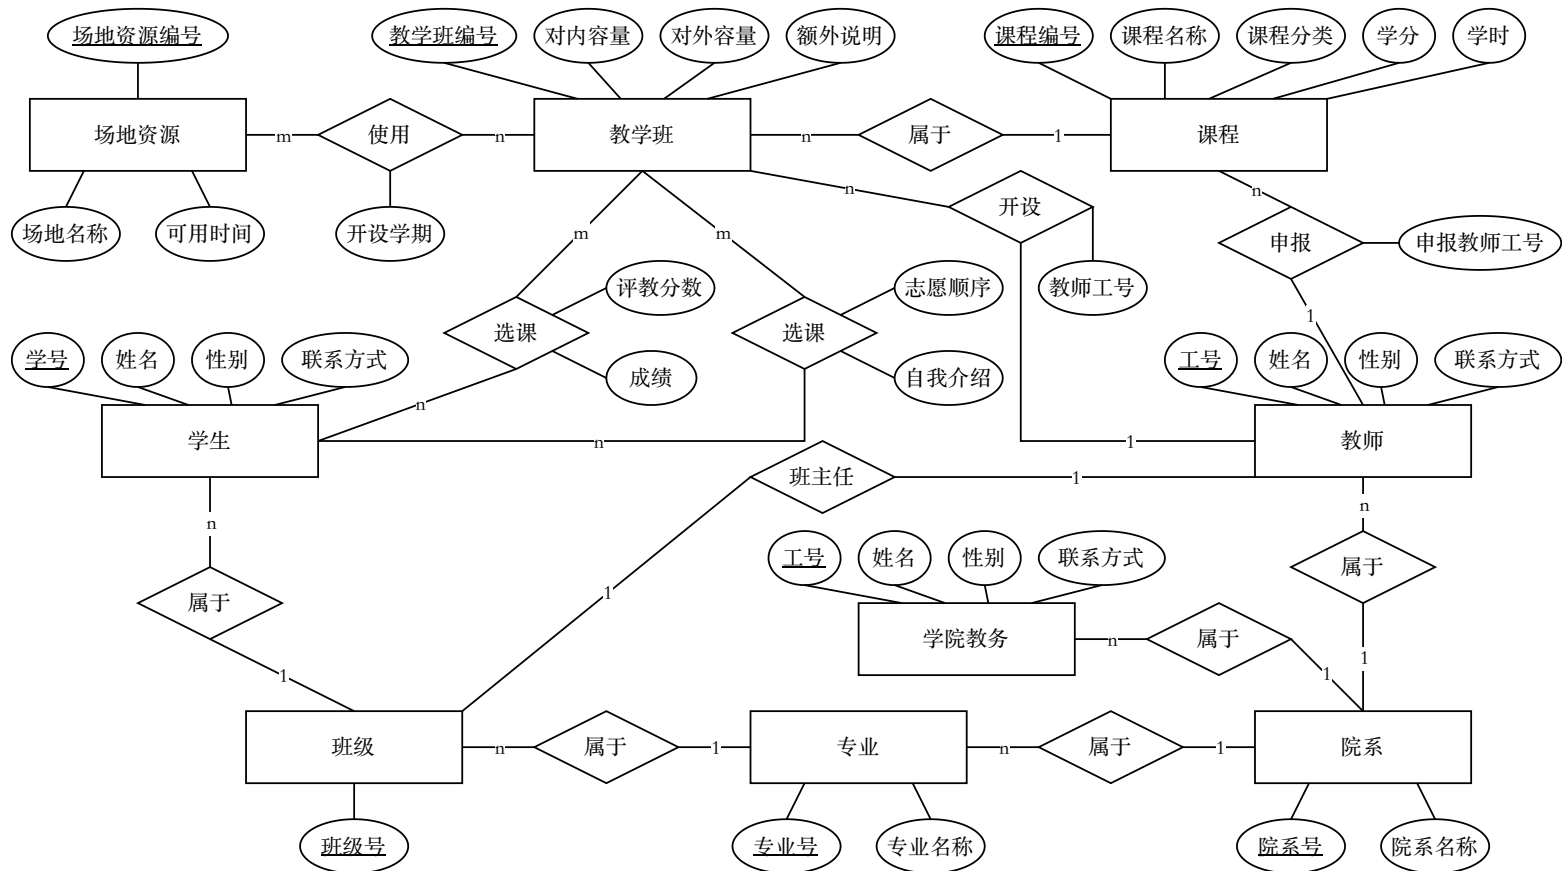 场地资源编号
教学班编号
对内容量
对外容量
额外说明
课程编号
课程名称
课程分类
学分
学时
场地资源
m
使用
n
教学班
n
属于
1
课程
场地名称
可用时间
开设学期
n
开设
n
申报
申报教师工号
m
m
教师工号
1
评教分数
志愿顺序
选课
选课
成绩
自我介绍
学号
姓名
性别
联系方式
工号
姓名
性别
联系方式
n
学生
n
1
教师
班主任
1
n
n
工号
姓名
性别
联系方式
属于
1
属于
学院教务
n
属于
1
1
1
班级
n
属于
1
专业
n
属于
1
院系
班级号
专业号
专业名称
院系号
院系名称